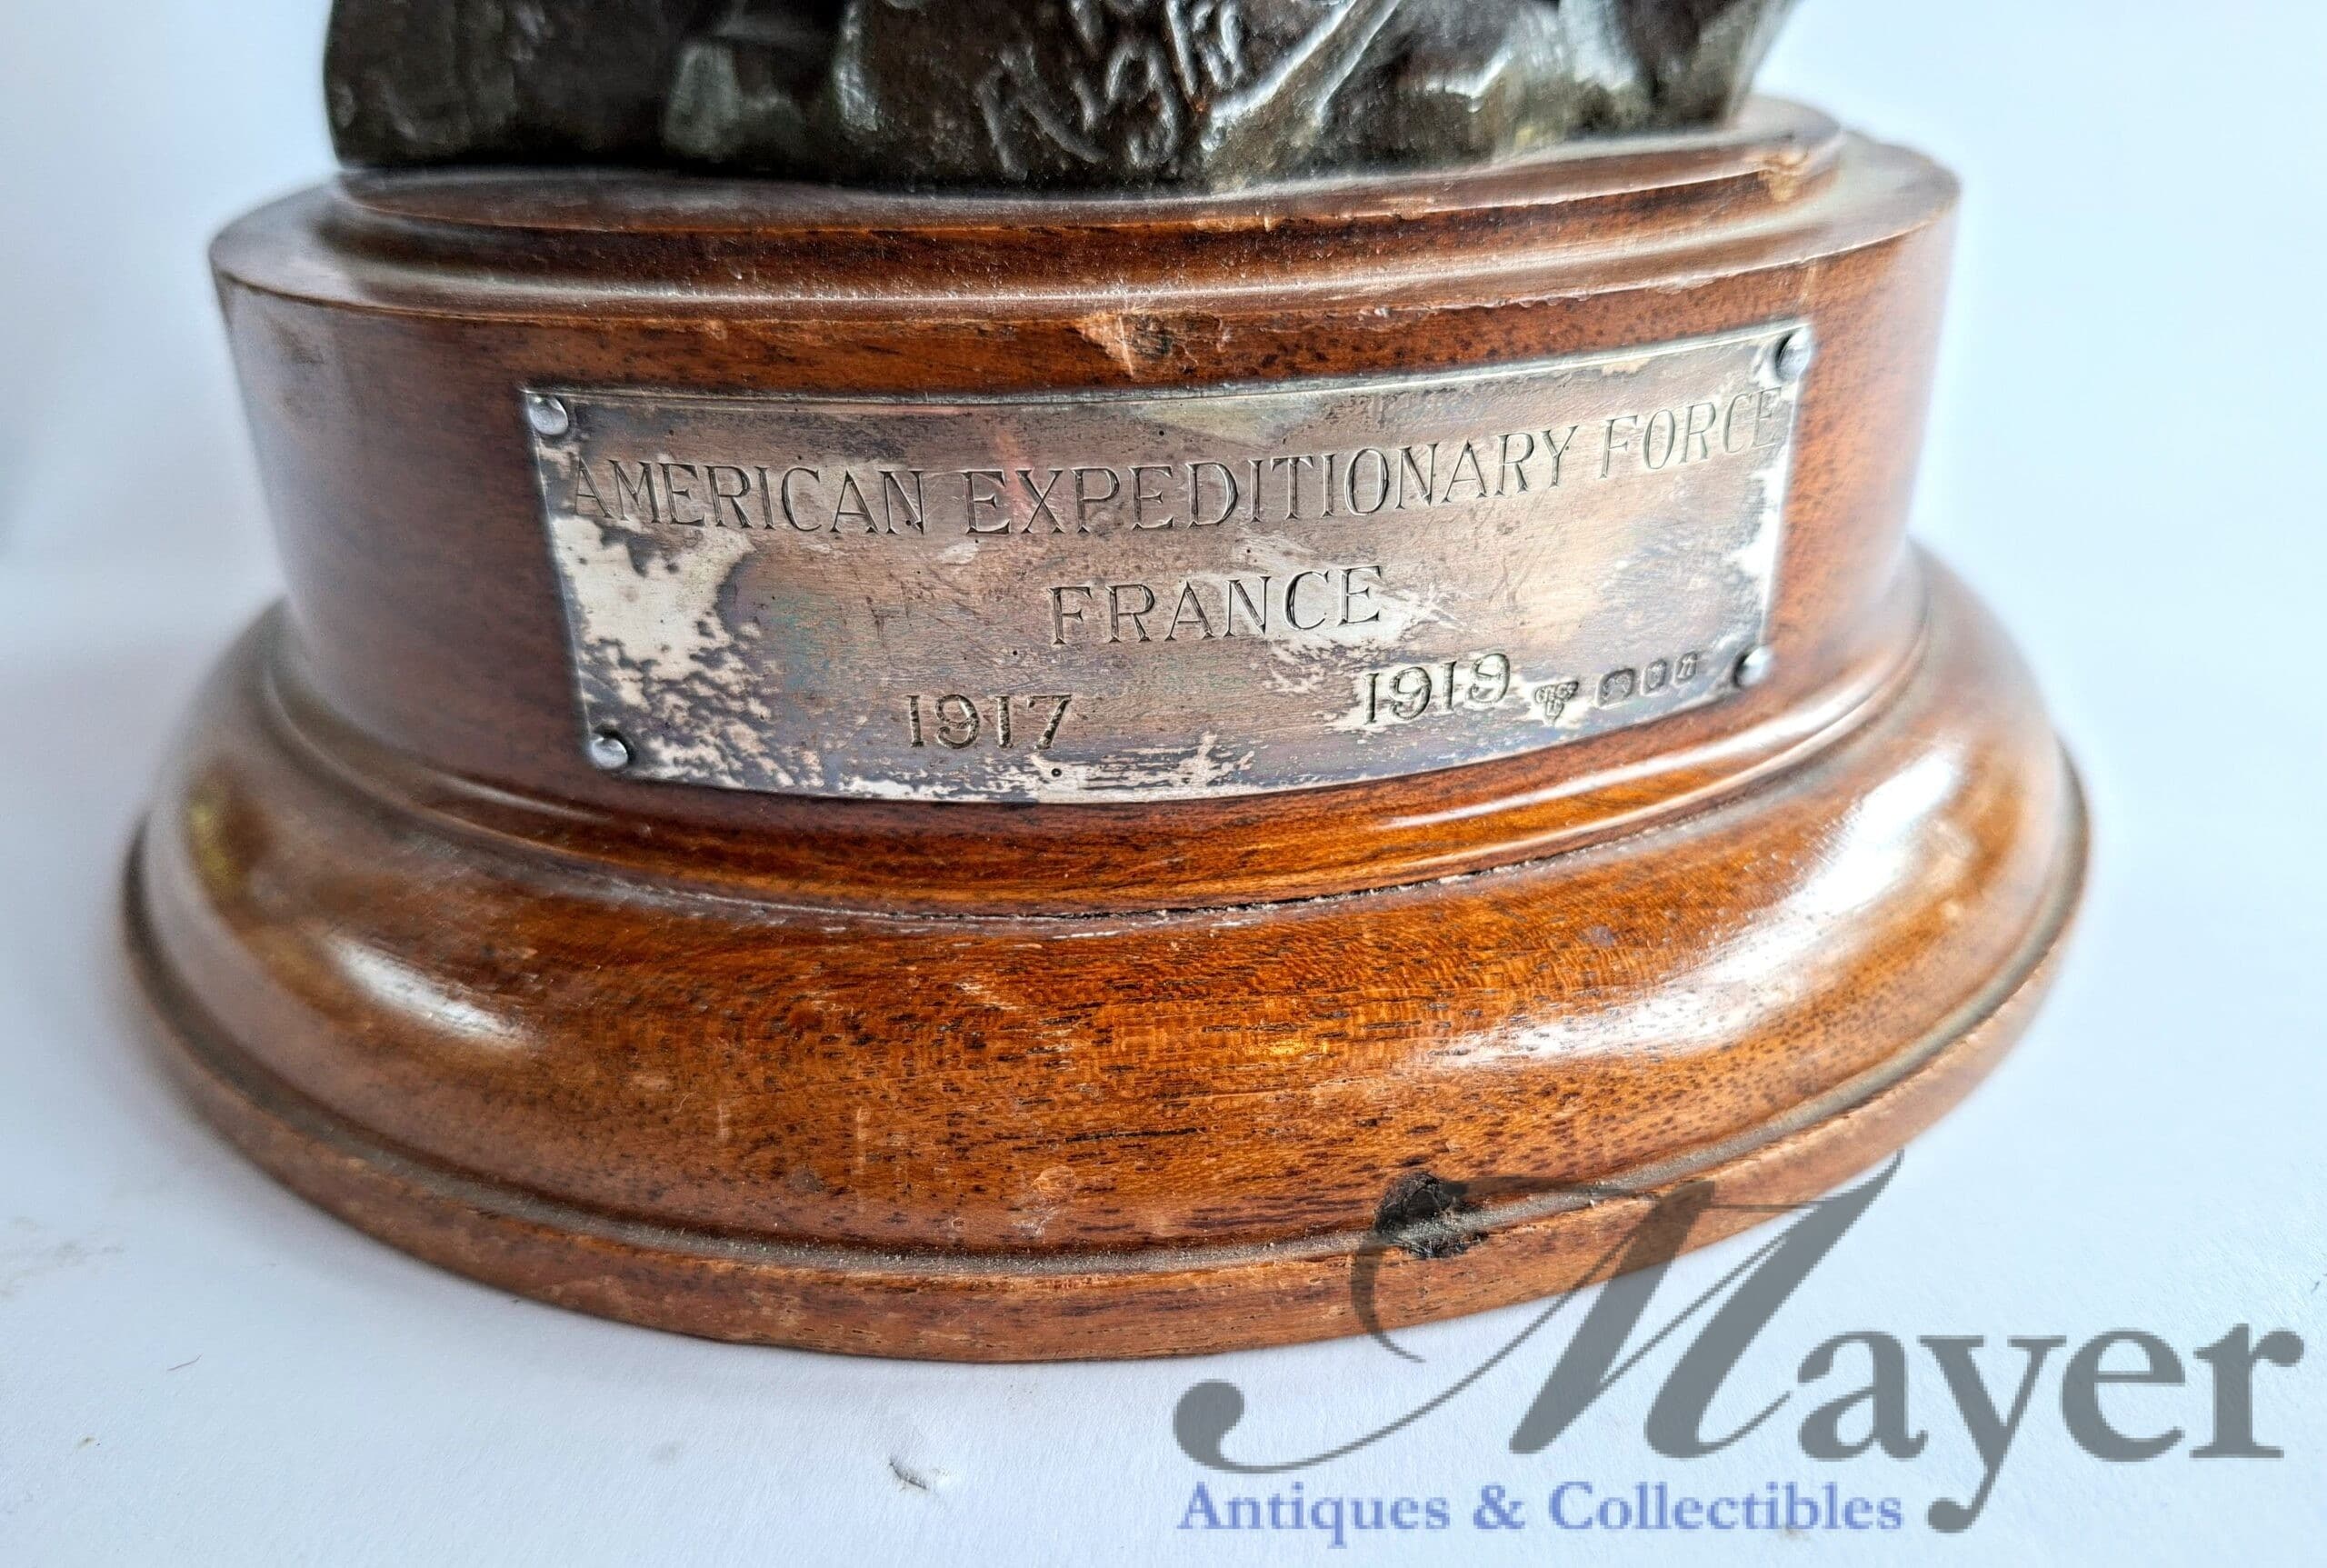 AMERICAN EXPEDITIONARY FORCE
FRANCE
1917 1919
Mayer
Antiques & Collectibles